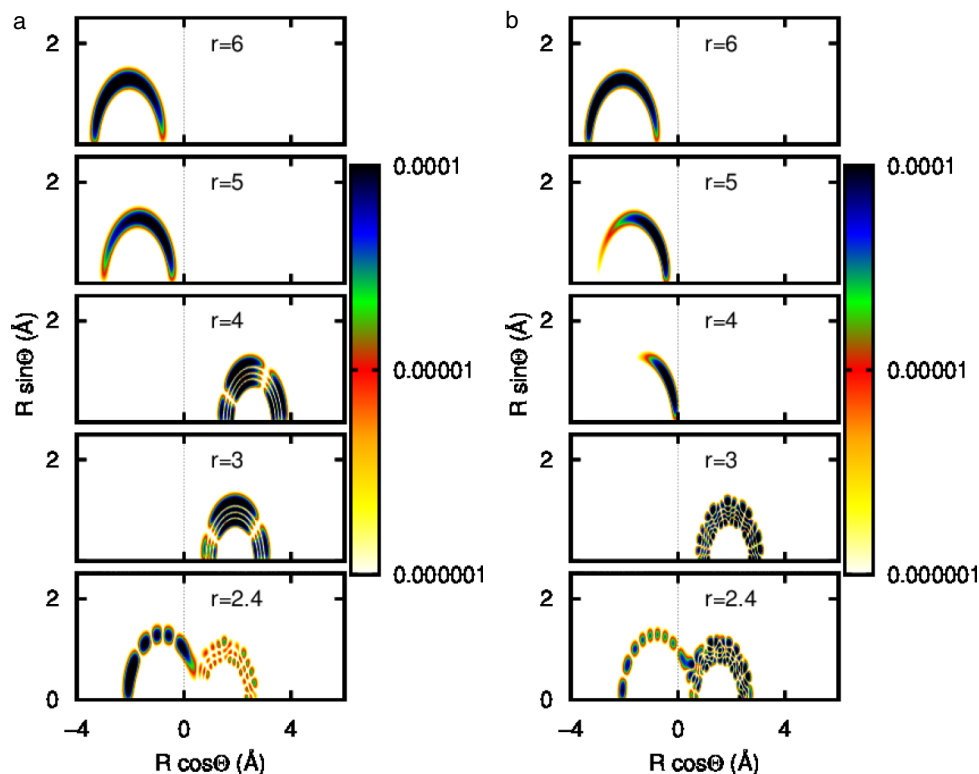 a
2
r=6
2
r=5
0.0001
R sinΘ (Å)
2
r=4
0.00001
2
r=3
0.000001
2
r=2.4
0
−4
0
4
R cosΘ (Å)
b
2
r=6
2
r=5
0.0001
R sinΘ (Å)
2
r=4
0.00001
2
r=3
0.000001
2
r=2.4
0
−4
0
4
R cosΘ (Å)